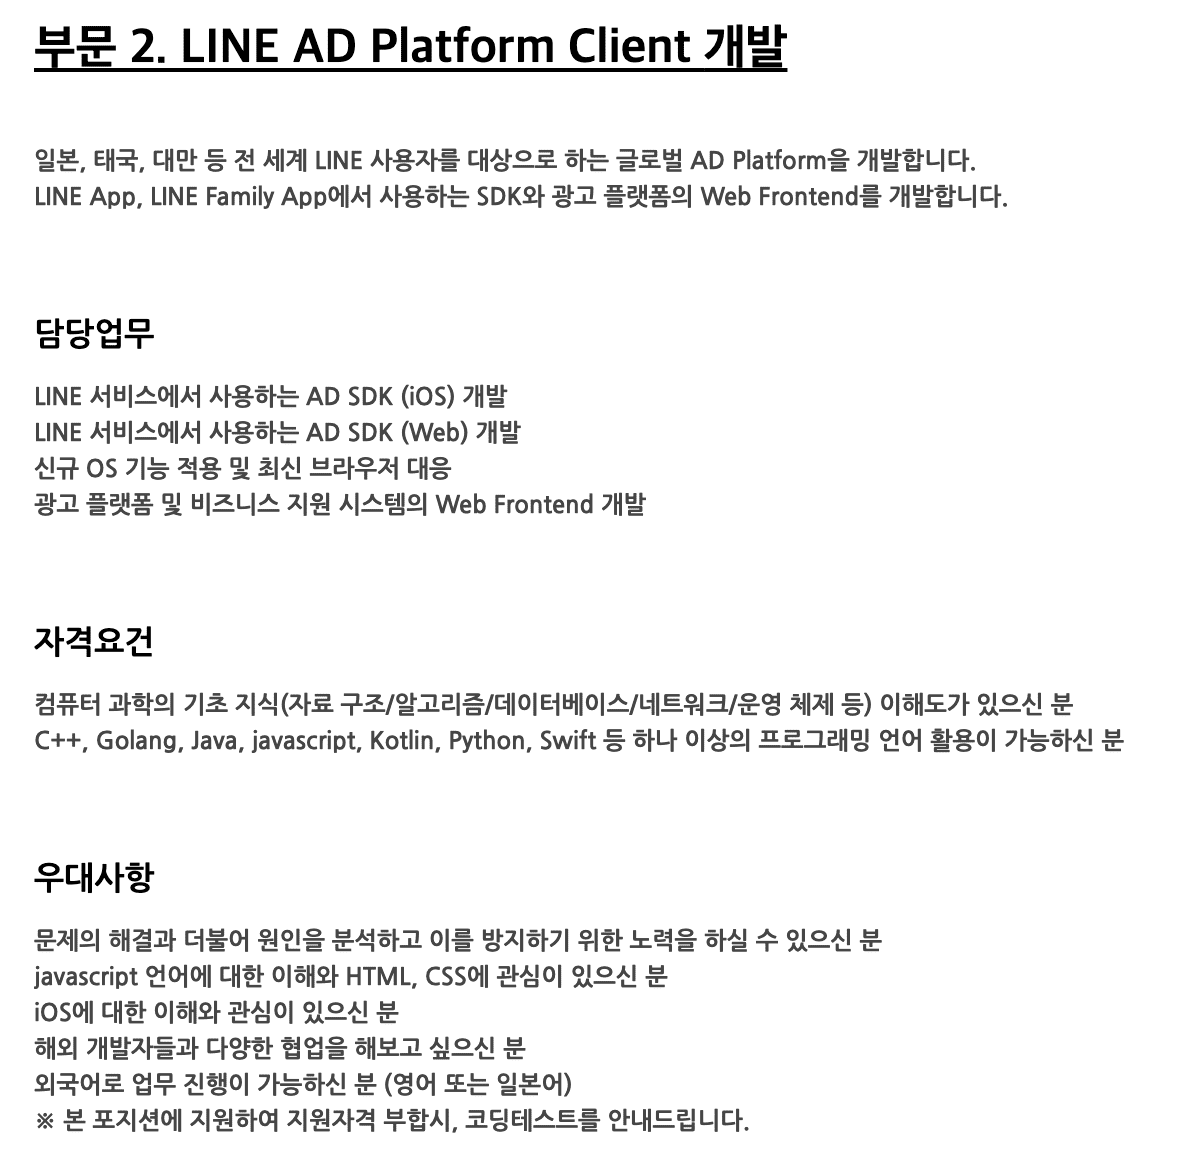 부문 2. LINE AD Platform Client 개발
일본, 태국, 대만 등 전 세계 LINE 사용자를 대상으로 하는 글로벌 AD Platform을 개발합니다.
LINE App, LINE Family App에서 사용하는 SDK와 광고 플랫폼의 Web Frontend를 개발합니다.
담당업무
LINE 서비스에서 사용하는 AD SDK (iOS) 개발
LINE 서비스에서 사용하는 AD SDK (Web) 개발
신규 OS 기능 적용 및 최신 브라우저 대응
광고 플랫폼 및 비즈니스 지원 시스템의 Web Frontend 개발
자격요건
컴퓨터 과학의 기초 지식(자료 구조/알고리즘/데이터베이스/네트워크/운영 체제 등) 이해도가 있으신 분
C++, Golang, Java, javascript, Kotlin, Python, Swift 등 하나 이상의 프로그래밍 언어 활용이 가능하신 분
우대사항
문제의 해결과 더불어 원인을 분석하고 이를 방지하기 위한 노력을 하실 수 있으신 분
javascript 언어에 대한 이해와 HTML, CSS에 관심이 있으신 분
iOS에 대한 이해와 관심이 있으신 분
해외 개발자들과 다양한 협업을 해보고 싶으신 분
외국어로 업무 진행이 가능하신 분 (영어 또는 일본어)
※ 본 포지션에 지원하여 지원자격 부합시, 코딩테스트를 안내드립니다.